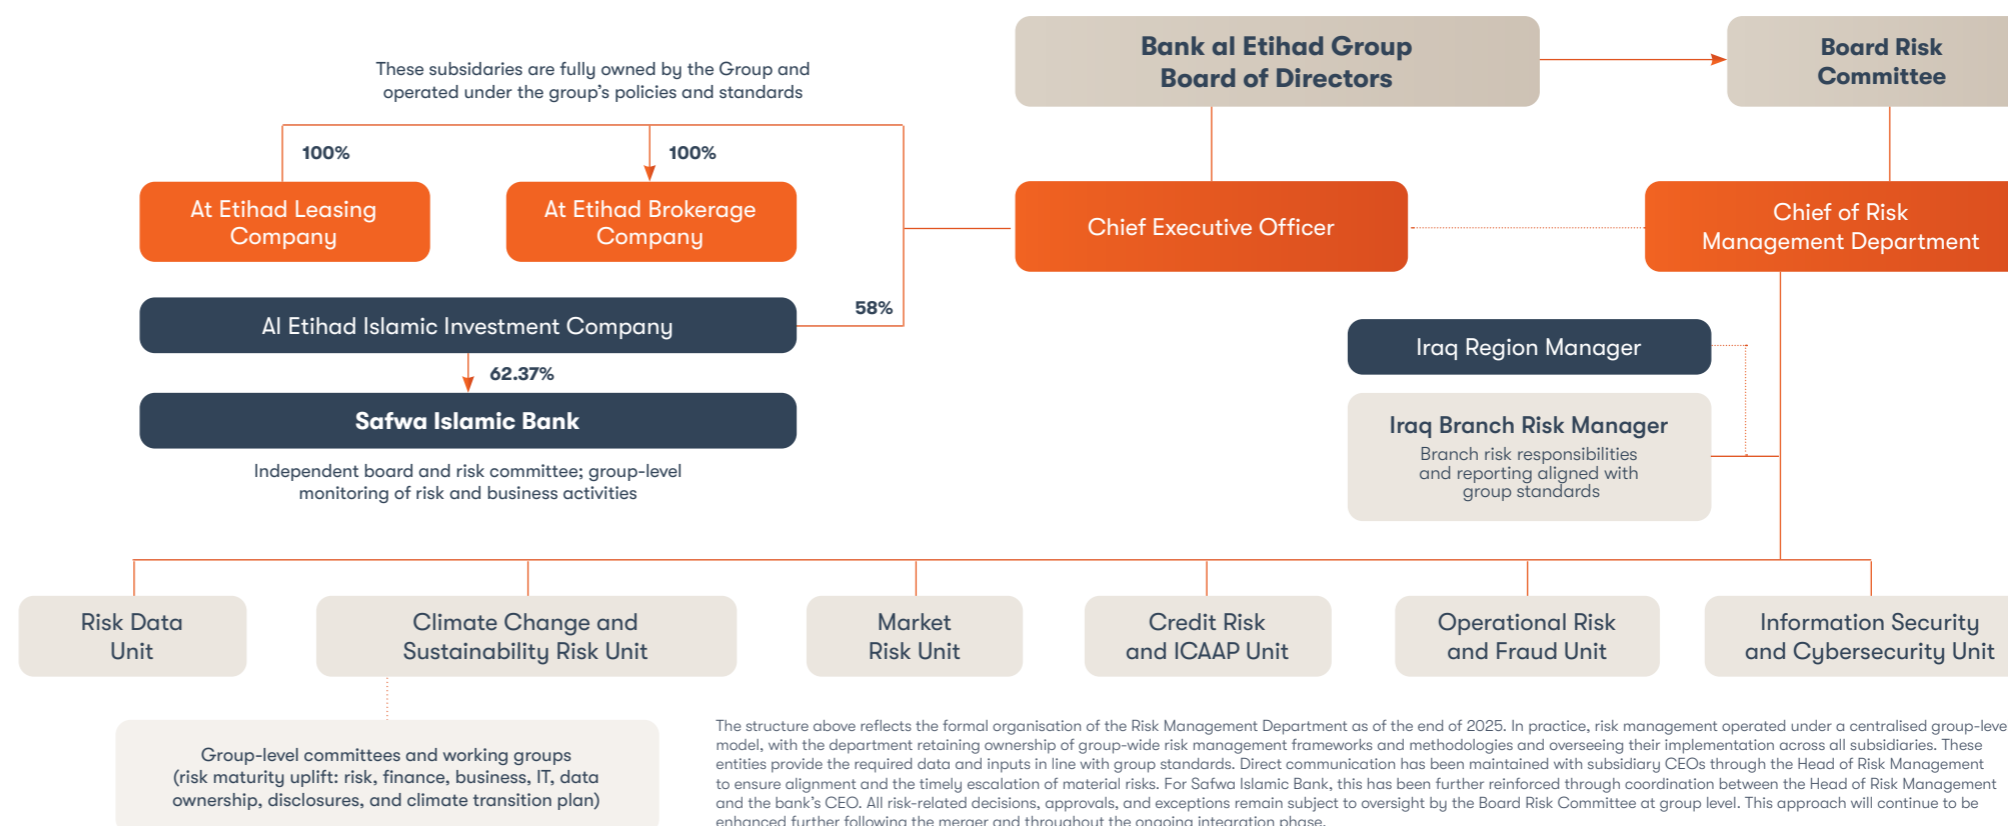 Bank al Etihad Group
Board of Directors
Board Risk
Committee
These subsidaries are fully owned by the Group and
operated under the group's policies and standards
100%
100%
At Etihad Leasing
Company
At Etihad Brokerage
Company
Chief Executive Officer
Chief of Risk
Management Department
58%
Al Etihad Islamic Investment Company
62.37%
Safwa Islamic Bank
Independent board and risk committee; group-level
monitoring of risk and business activities
Iraq Region Manager
Iraq Branch Risk Manager
Branch risk responsibilities
and reporting aligned with
group standards
Risk Data
Unit
Climate Change and
Sustainability Risk Unit
Market
Risk Unit
Credit Risk
and ICAAP Unit
Operational Risk
and Fraud Unit
Information Security
and Cybersecurity Unit
Group-level committees and working groups
(risk maturity uplift: risk, finance, business, IT, data
ownership, disclosures, and climate transition plan)
The structure above reflects the formal organisation of the Risk Management Department as of the end of 2025. In practice, risk management operated under a centralised group-leve
model, with the department retaining ownership of group-wide risk management frameworks and methodologies and overseeing their implementation across all subsidiaries. These
entities provide the required data and inputs in line with group standards. Direct communication has been maintained with subsidiary CEOs through the Head of Risk Management
to ensure alignment and the timely escalation of material risks. For Safwa Islamic Bank, this has been further reinforced through coordination between the Head of Risk Management
and the bank's CEO. All risk-related decisions, approvals, and exceptions remain subject to oversight by the Board Risk Committee at group level. This approach will continue to be
enhanced further following the merger and throughout the ongoing integration phase.